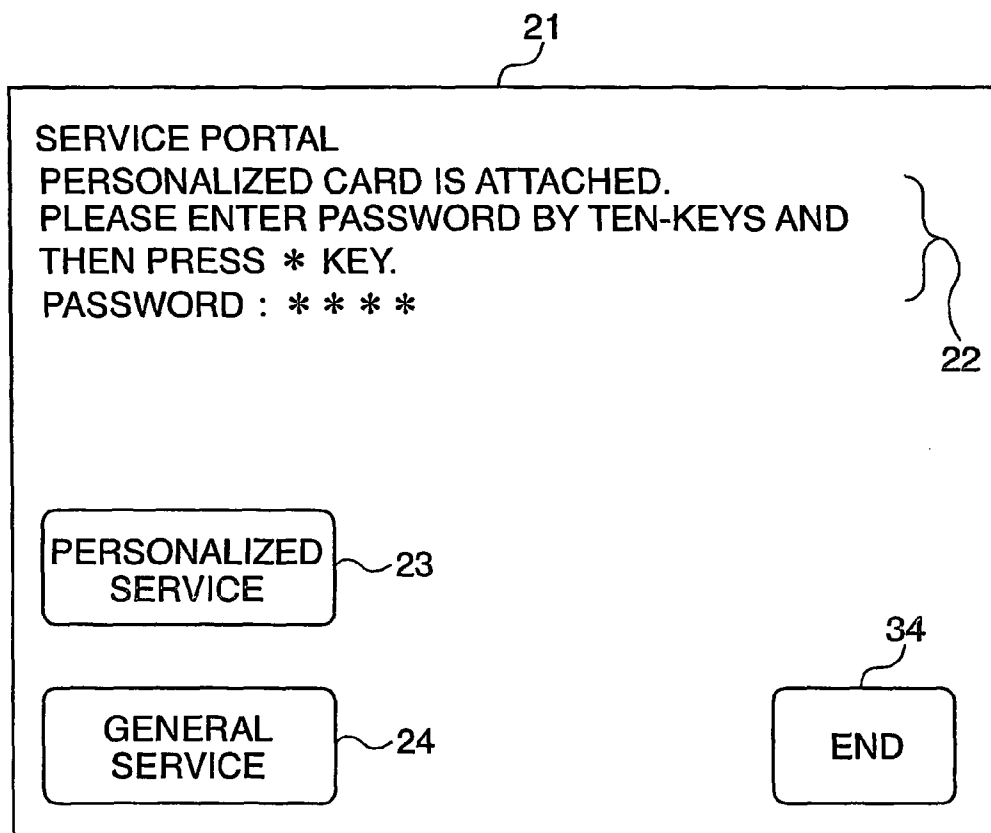 21
SERVICE PORTAL
PERSONALIZED CARD IS ATTACHED.
PLEASE ENTER PASSWORD BY TEN-KEYS AND
THEN PRESS * KEY.
PASSWORD : * * * *
22
PERSONALIZED
SERVICE
23
34
GENERAL
SERVICE
24
END